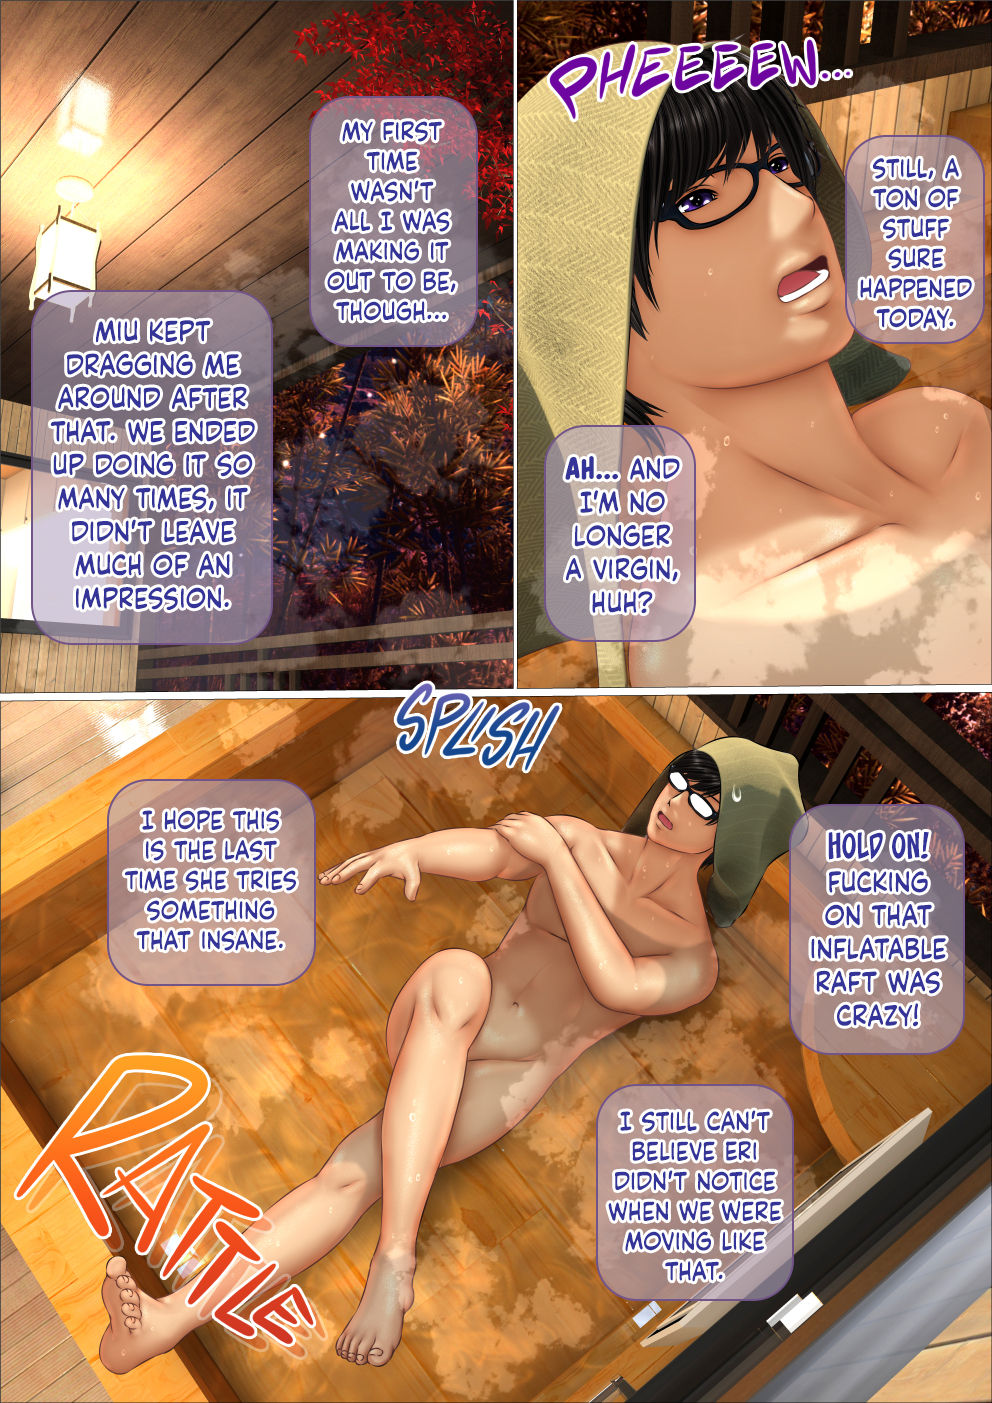 PHEEEEW...
STILL, A
TON OF
STUFF
SURE
HAPPENED
TODAY.
AH... AND
I'M NO
LONGER
A VIRGIN,
HUH?
MY FIRST
TIME
WASN'T
ALL I WAS
MAKING IT
OUT TO BE,
THOUGH...
MIU KEPT
DRAGGING ME
AROUND AFTER
THAT. WE ENDED
UP DOING IT SO
MANY TIMES, IT
DIDN'T LEAVE
MUCH OF AN
IMPRESSION.
SPLISH
HOLD ON!
FUCKING
ON THAT
INFLATABLE
RAFT WAS
CRAZY!
I HOPE THIS
IS THE LAST
TIME SHE TRIES
SOMETHING
THAT INSANE.
I STILL CAN'T
BELIEVE ERI
DIDN'T NOTICE
WHEN WE WERE
MOVING LIKE
THAT.
RATTLE